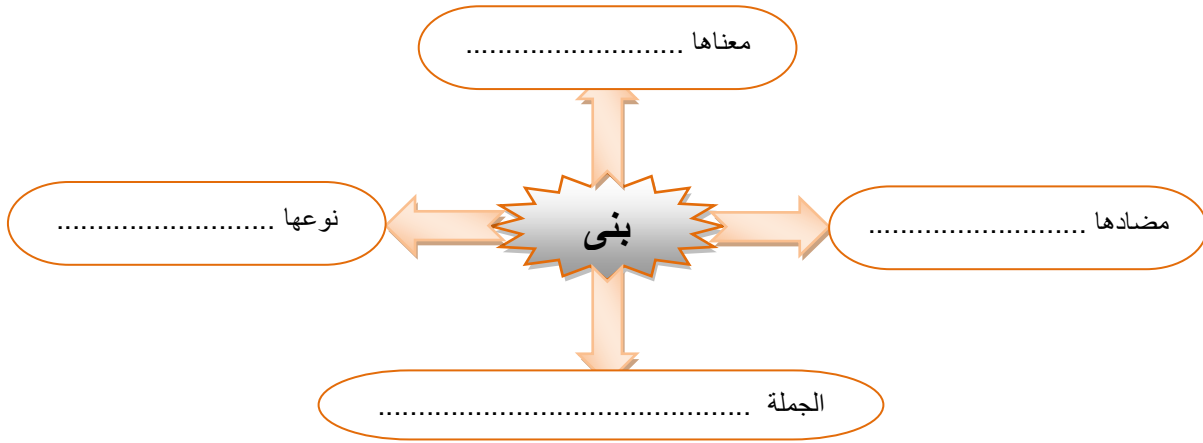 معناها ...........................
نوعها ...........................
بنى
مضادها ...........................
الجملة ...............................................